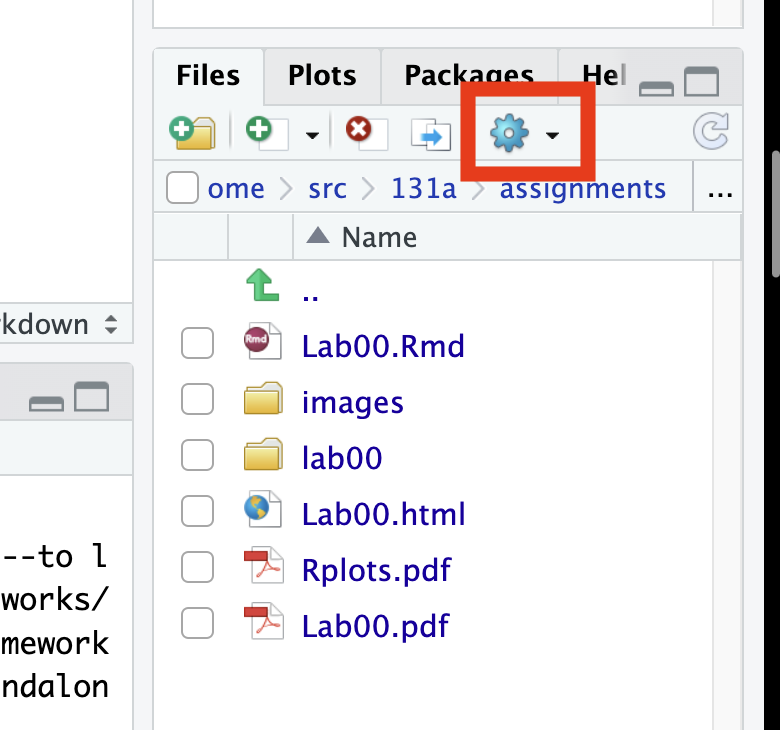 Files Plots Packages Hel
ome src 131a assignments ...
Name
..
Rmd Lab00.Rmd
images
lab00
Lab00.html
Rplots.pdf
Lab00.pdf
kdown
--to l
works/
mework
ndalon